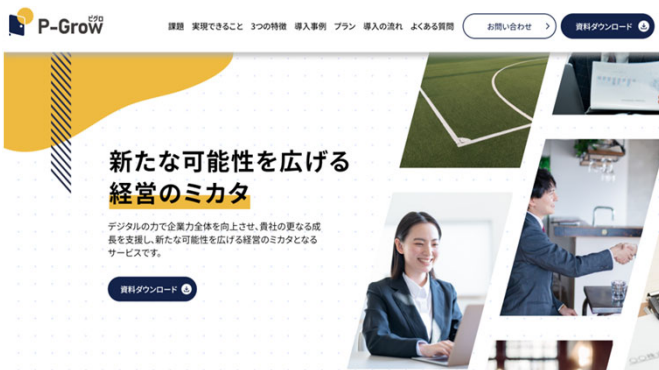 ピグロ
P-Grow
課題 実現できること 3つの特徴 導入事例 プラン 導入の流れ よくある質問 お問い合わせ 資料ダウンロード
新たな可能性を広げる
経営のミカタ
デジタルの力で企業力全体を向上させ、貴社の更なる成
長を支援し、新たな可能性を広げる経営のミカタとなる
サービスです。
資料ダウンロード